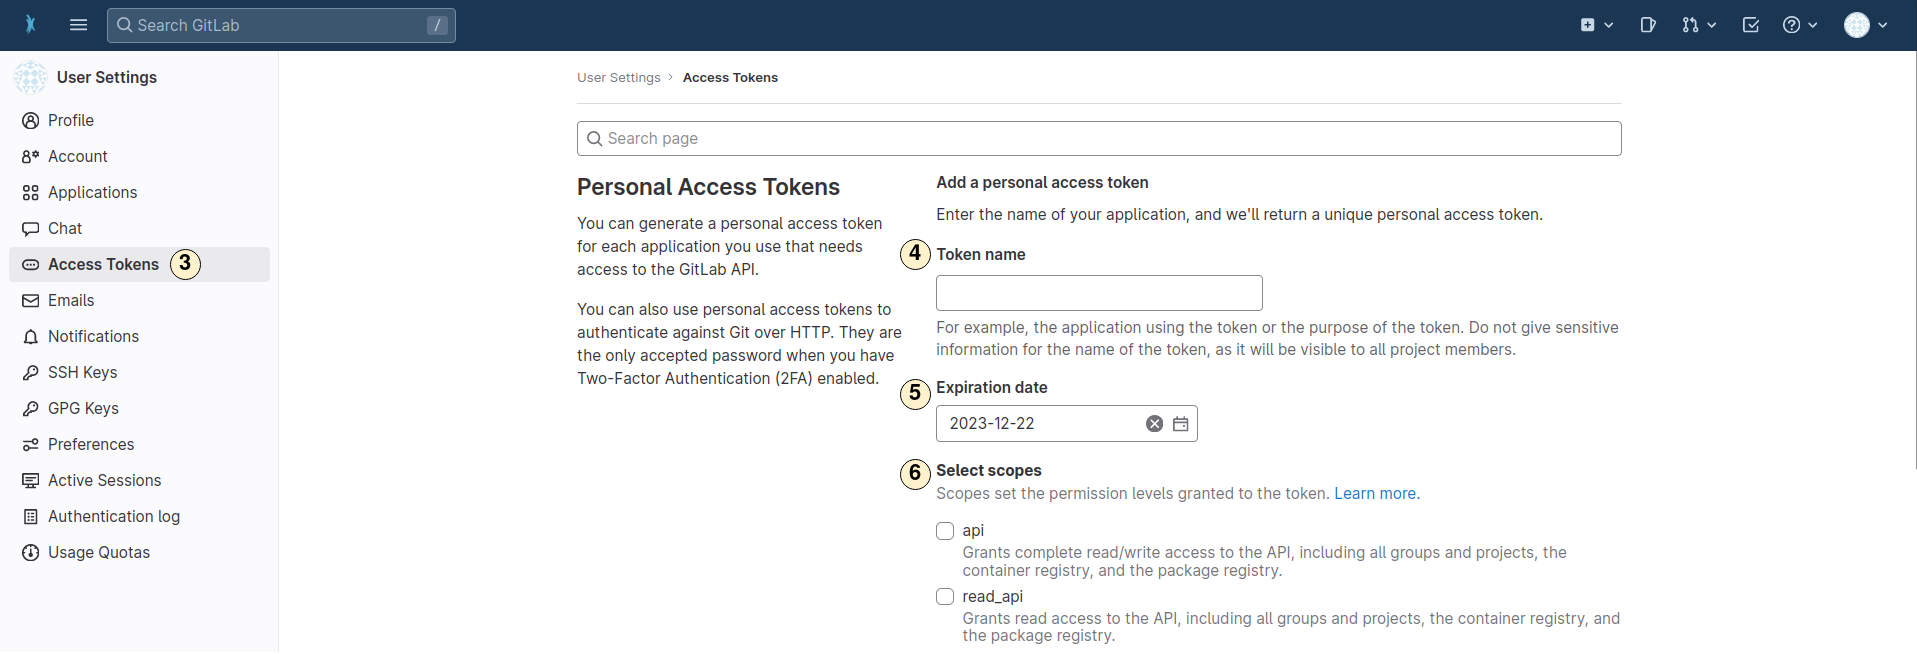 Search GitLab /
User Settings
Profile
Account
Applications
Chat
Access Tokens 3
Emails
Notifications
SSH Keys
GPG Keys
Preferences
Active Sessions
Authentication log
Usage Quotas
User Settings › Access Tokens
Search page
Personal Access Tokens
You can generate a personal access token
for each application you use that needs
access to the GitLab API.
You can also use personal access tokens to
authenticate against Git over HTTP. They are
the only accepted password when you have
Two-Factor Authentication (2FA) enabled.
Add a personal access token
Enter the name of your application, and we'll return a unique personal access token.
4 Token name
For example, the application using the token or the purpose of the token. Do not give sensitive
information for the name of the token, as it will be visible to all project members.
5 Expiration date
2023-12-22
6 Select scopes
Scopes set the permission levels granted to the token. Learn more.
api
Grants complete read/write access to the API, including all groups and projects, the
container registry, and the package registry.
read_api
Grants read access to the API, including all groups and projects, the container registry, and
the package registry.